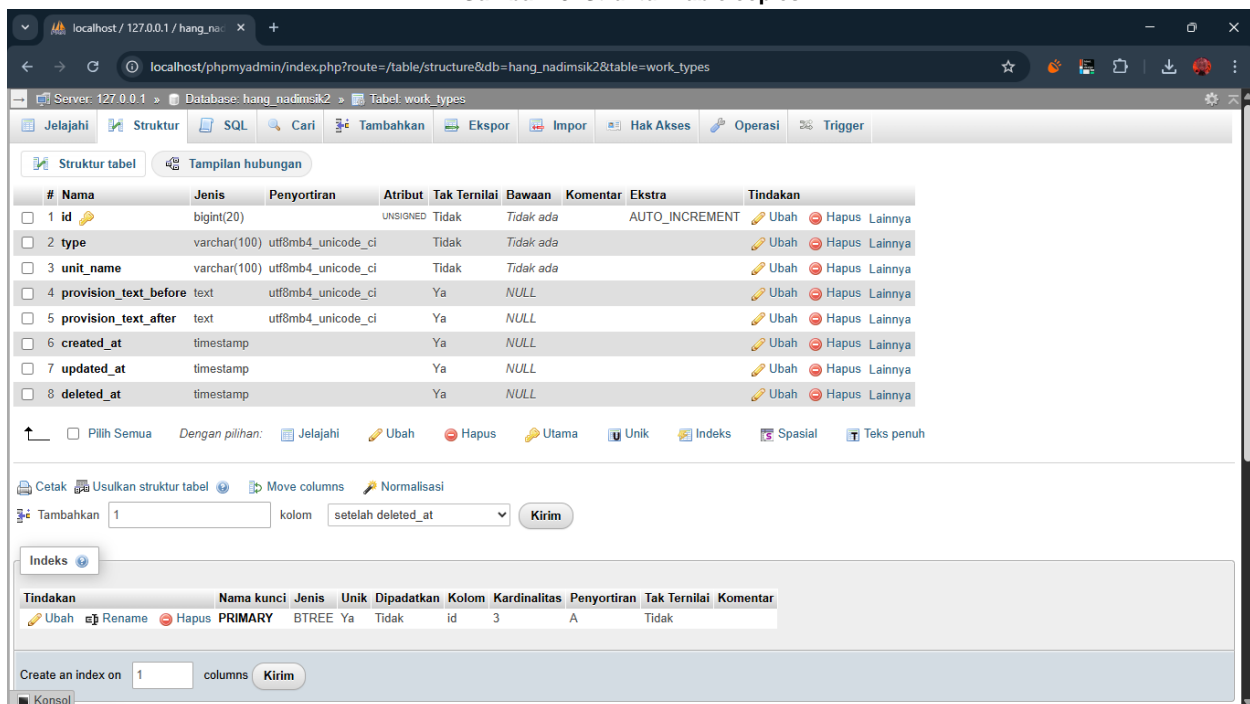 localhost / 127.0.0.1 / hang_nad
localhost/phpmyadmin/index.php?route=/table/structure&db=hang_nadimsik2&table=work_types
Server: 127.0.0.1 » Database: hang_nadimsik2 » Tabel: work_types
Jelajahi Struktur SQL Cari Tambahkan Ekspor Impor Hak Akses Operasi Trigger
Struktur tabel Tampilan hubungan
# Nama Jenis Penyortiran Atribut Tak Ternilai Bawaan Komentar Ekstra Tindakan
1 id bigint(20) UNSIGNED Tidak Tidak ada AUTO_INCREMENT Ubah Hapus Lainnya
2 type varchar(100) utf8mb4_unicode_ci Tidak Tidak ada Ubah Hapus Lainnya
3 unit_name varchar(100) utf8mb4_unicode_ci Tidak Tidak ada Ubah Hapus Lainnya
4 provision_text_before text utf8mb4_unicode_ci Ya NULL Ubah Hapus Lainnya
5 provision_text_after text utf8mb4_unicode_ci Ya NULL Ubah Hapus Lainnya
6 created_at timestamp Ya NULL Ubah Hapus Lainnya
7 updated_at timestamp Ya NULL Ubah Hapus Lainnya
8 deleted_at timestamp Ya NULL Ubah Hapus Lainnya
Pilih Semua Dengan pilihan: Jelajahi Ubah Hapus Utama Unik Indeks Spasial Teks penuh
Cetak Usulkan struktur tabel Move columns Normalisasi
Tambahkan 1 kolom setelah deleted_at Kirim
Indeks
Tindakan Nama kunci Jenis Unik Dipadatkan Kolom Kardinalitas Penyortiran Tak Ternilai Komentar
Ubah Rename Hapus PRIMARY BTREE Ya Tidak id 3 A Tidak
Create an index on 1 columns Kirim
Konsol